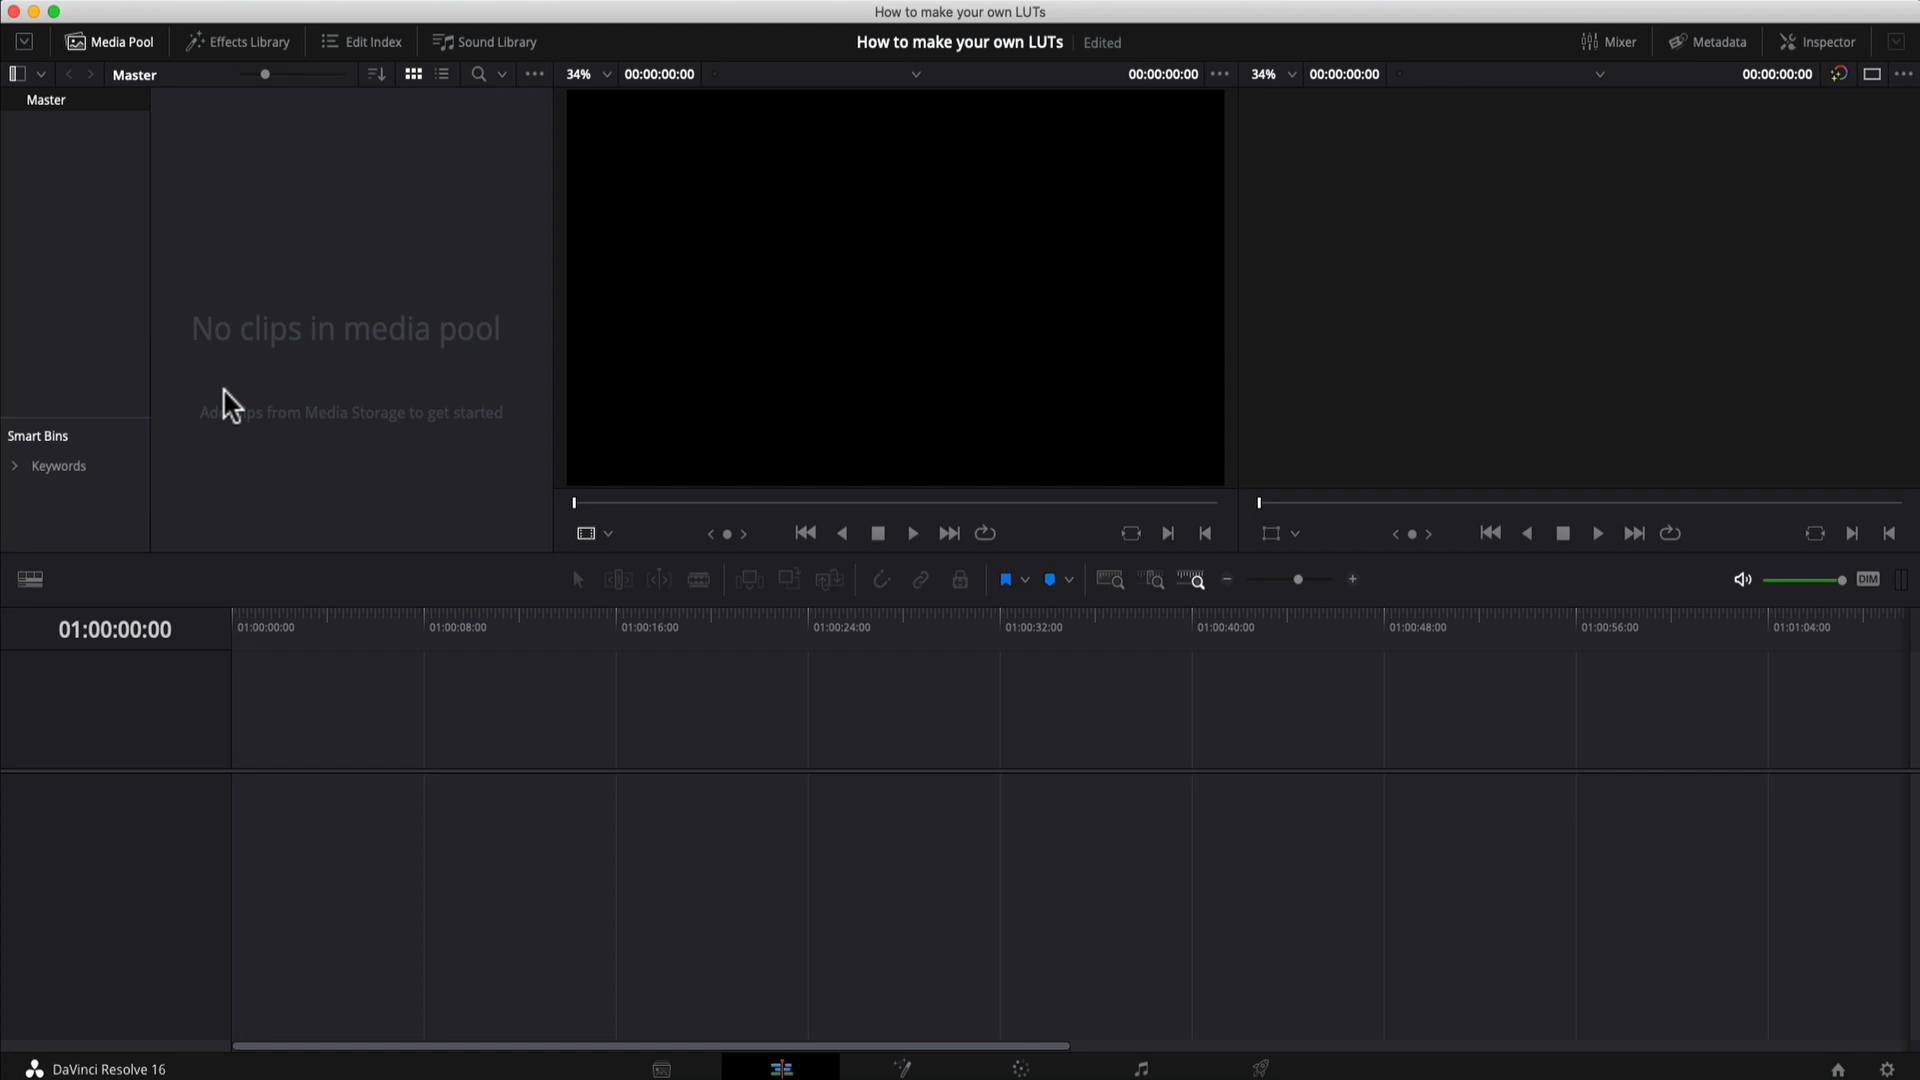 How to make your own LUTs
Media Pool
Effects Library
Edit Index
Sound Library
How to make your own LUTs
Edited
Mixer
Metadata
Inspector
Master
34%
00:00:00:00
00:00:00:00
34%
00:00:00:00
00:00:00:00
Master
No clips in media pool
from Media Storage to get started
Smart Bins
Keywords
DIM
01:00:00:00
01:00:00:00
01:00:08:00
01:00:16:00
01:00:24:00
01:00:32:00
01:00:40:00
01:00:48:00
01:00:56:00
01:01:04:00
DaVinci Resolve 16